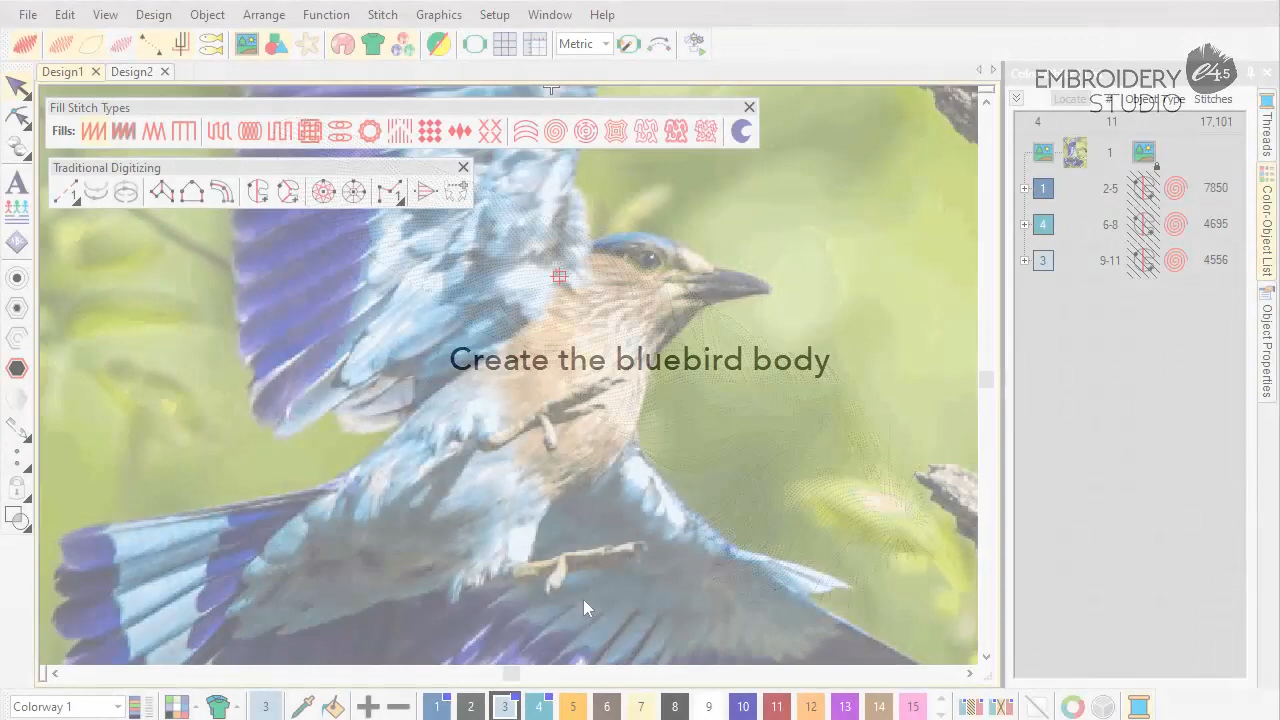 File Edit View Design Object Arrange Function Stitch Graphics Setup Window Help
Metric
Design1 Design2
EMBROIDERY STUDIO e4.5
Locate # Object Type Stitches
Fill Stitch Types
Fills:
Traditional Digitizing
4 11 17,101
1
1 2-5 7850
4 6-8 4695
3 9-11 4556
Threads
Color-Object List
Object Properties
Create the bluebird body
Colorway 1
3
1 2 3 4 5 6 7 8 9 10 11 12 13 14 15